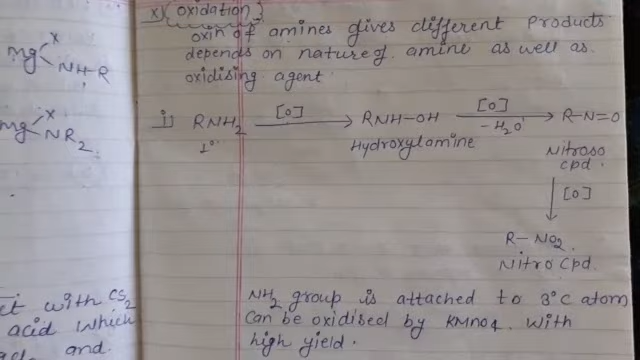 x) (oxidation)
oxin of amines gives different products
depends on nature of amine as well as
oxidising agent.
i) RNH2 [O] → RNH-OH [O] -H2O → R-N=O
1°
Hydroxylamine
Nitroso
cpd.
↓ [O]
R-NO2
Nitro Cpd.
NH2 group is attached to 3°C atom
Can be oxidised by KMnO4 with
high yield.
Mg
X
NH-R
Mg
X
NR2
with CS2
acid which
and